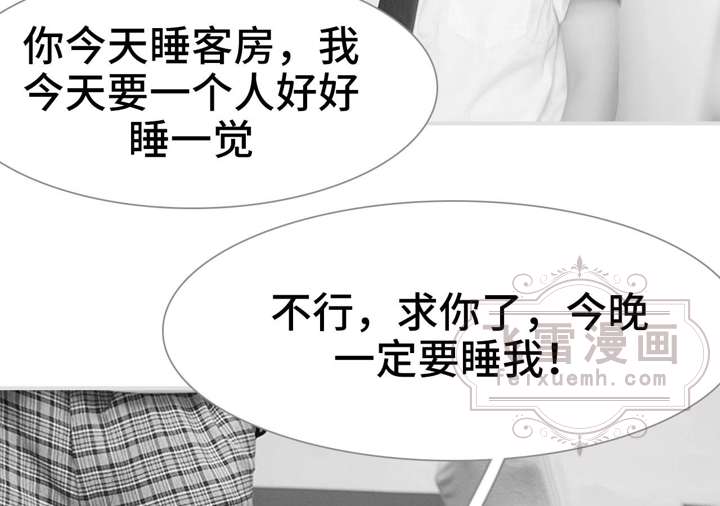 你今天睡客房，我
今天要一个人好好
睡一觉
不行，求你了，今晚
一定要睡我！
飞雪漫画
feixuemh.com